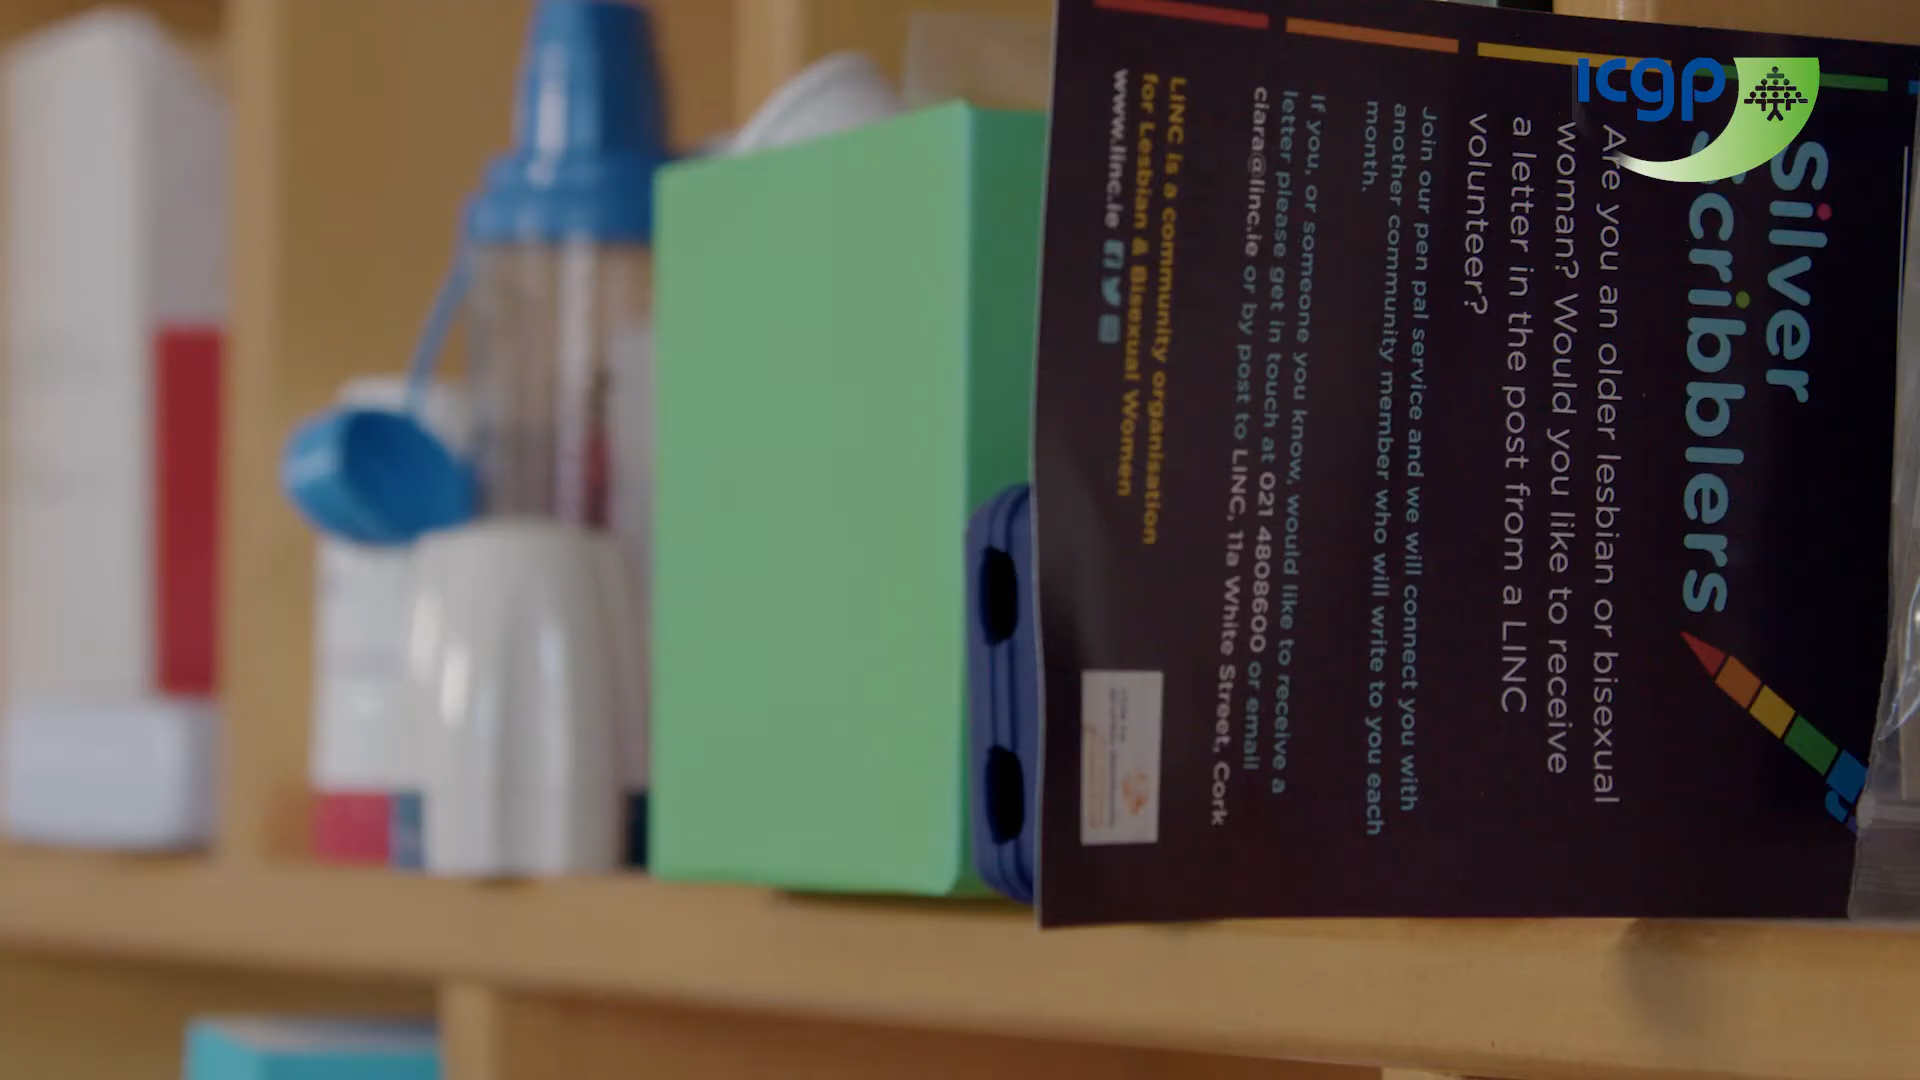 icgp
Silver
Scribblers
Are you an older lesbian or bisexual
woman? Would you like to receive
a letter in the post from a LINC
volunteer?
Join our pen pal service and we will connect you with
another community member who will write to you each
month.
If you, or someone you know, would like to receive a
letter please get in touch at 021 4808600 or email
ciara@linc.ie or by post to LINC, 11a White Street, Cork
LINC is a community organisation
for Lesbian & Bisexual Women
www.linc.ie